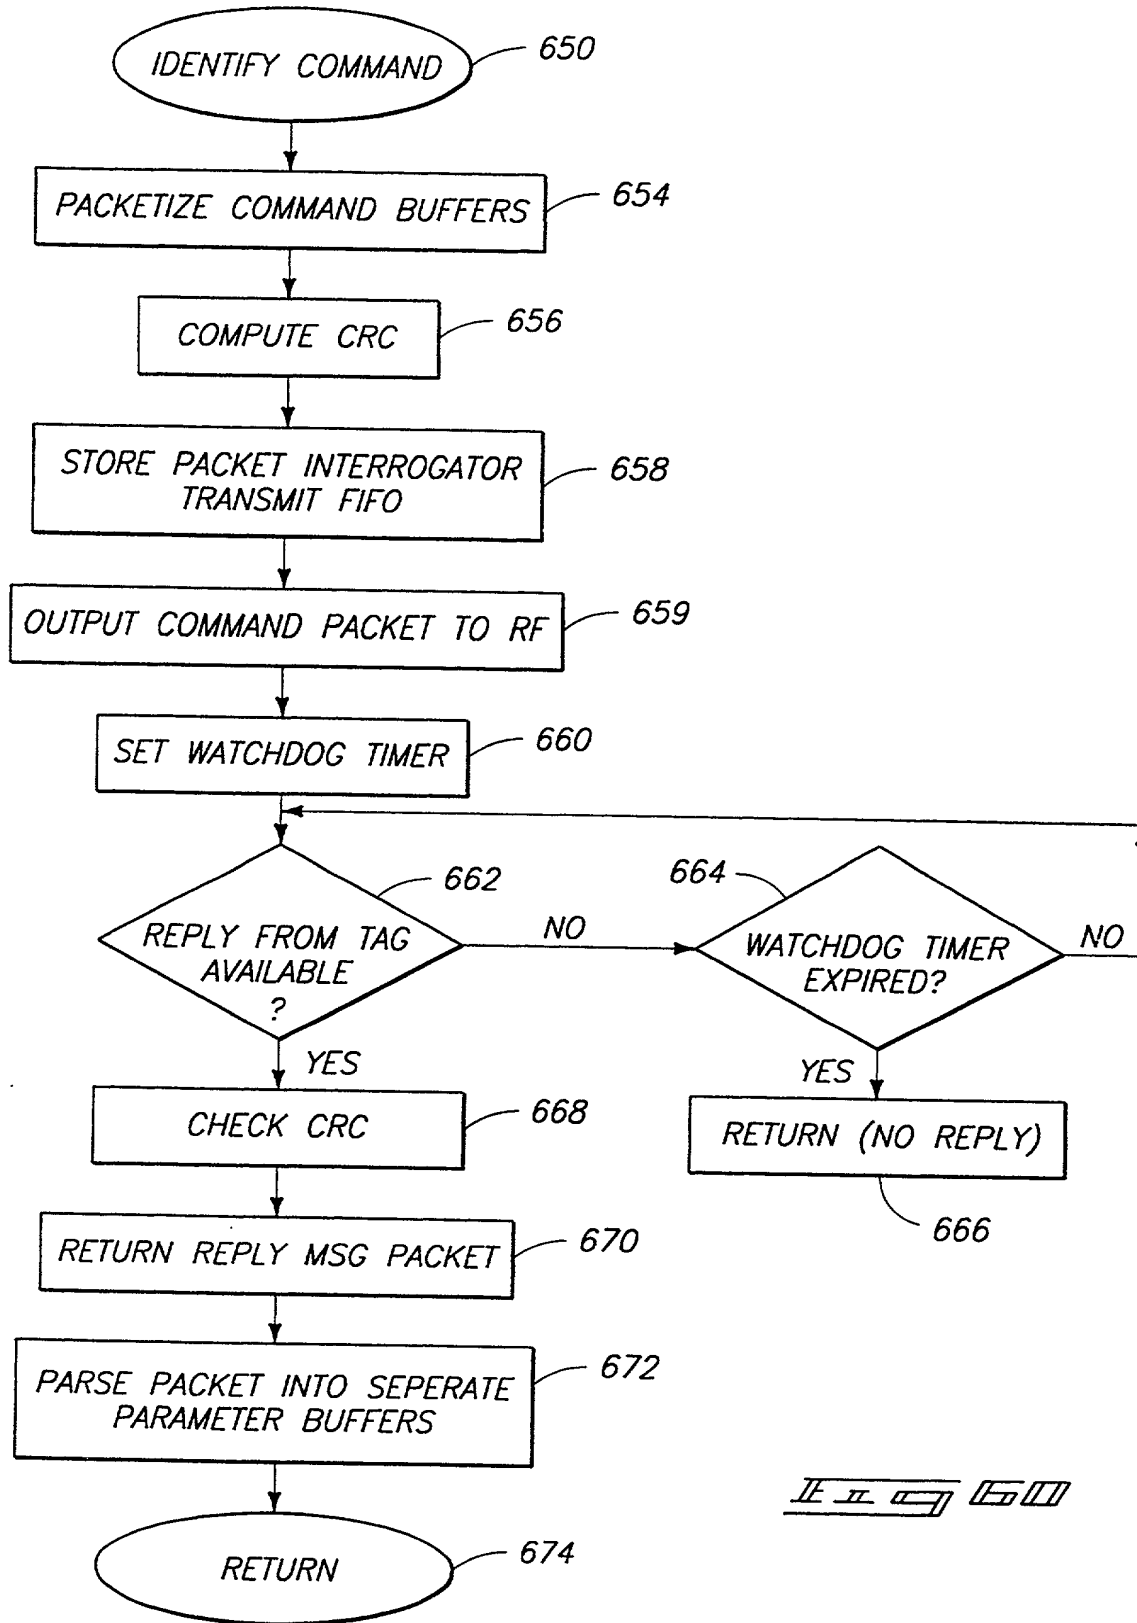 IDENTIFY COMMAND
650
PACKETIZE COMMAND BUFFERS
654
COMPUTE CRC
656
STORE PACKET INTERROGATOR
TRANSMIT FIFO
658
OUTPUT COMMAND PACKET TO RF
659
SET WATCHDOG TIMER
660
REPLY FROM TAG
AVAILABLE
?
662
NO
WATCHDOG TIMER
EXPIRED?
664
NO
YES
YES
CHECK CRC
668
RETURN (NO REPLY)
666
RETURN REPLY MSG PACKET
670
PARSE PACKET INTO SEPERATE
PARAMETER BUFFERS
672
RETURN
674
Fig 60